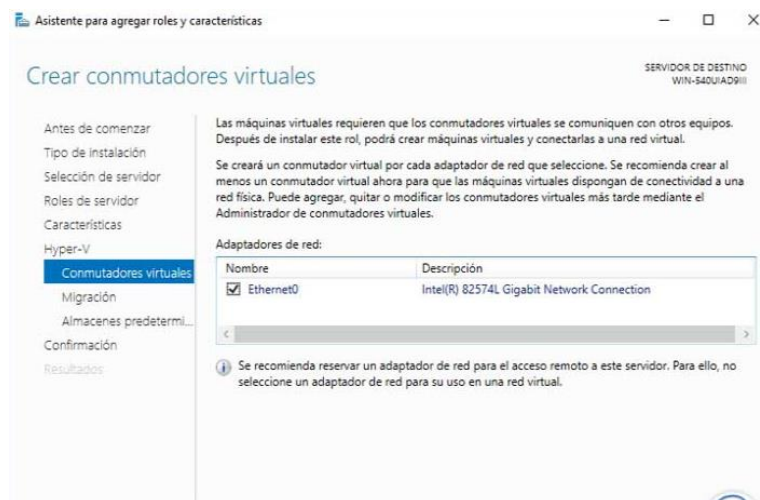 Asistente para agregar roles y características
Crear conmutadores virtuales
SERVIDOR DE DESTINO
WIN-540UIAD9III
Antes de comenzar
Tipo de instalación
Selección de servidor
Roles de servidor
Características
Hyper-V
Conmutadores virtuales
Migración
Almacenes predetermi...
Confirmación
Resultados
Las máquinas virtuales requieren que los conmutadores virtuales se comuniquen con otros equipos.
Después de instalar este rol, podrá crear máquinas virtuales y conectarlas a una red virtual.
Se creará un conmutador virtual por cada adaptador de red que seleccione. Se recomienda crear al
menos un conmutador virtual ahora para que las máquinas virtuales dispongan de conectividad a una
red física. Puede agregar, quitar o modificar los conmutadores virtuales más tarde mediante el
Administrador de conmutadores virtuales.
Adaptadores de red:
Nombre Descripción
Ethernet0 Intel(R) 82574L Gigabit Network Connection
Se recomienda reservar un adaptador de red para el acceso remoto a este servidor. Para ello, no
seleccione un adaptador de red para su uso en una red virtual.